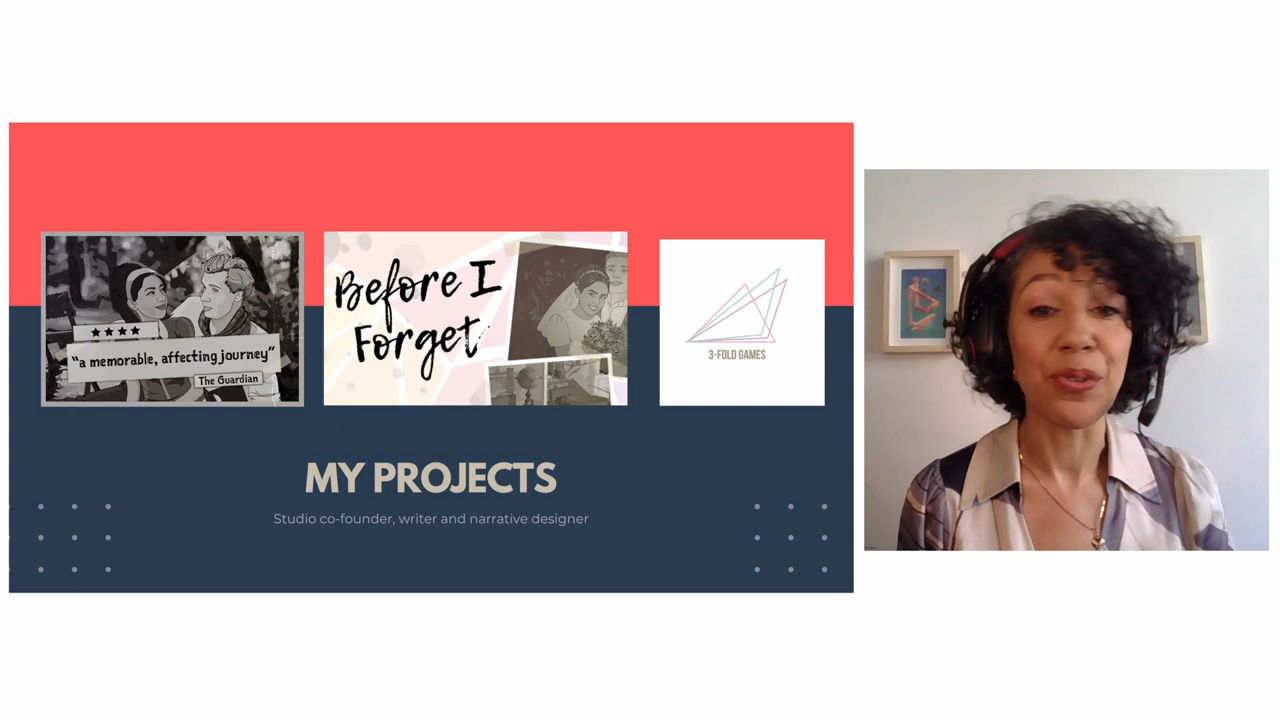 ★★★★
"a memorable, affecting journey"
The Guardian
Before I
Forget
3-FOLD GAMES
MY PROJECTS
Studio co-founder, writer and narrative designer